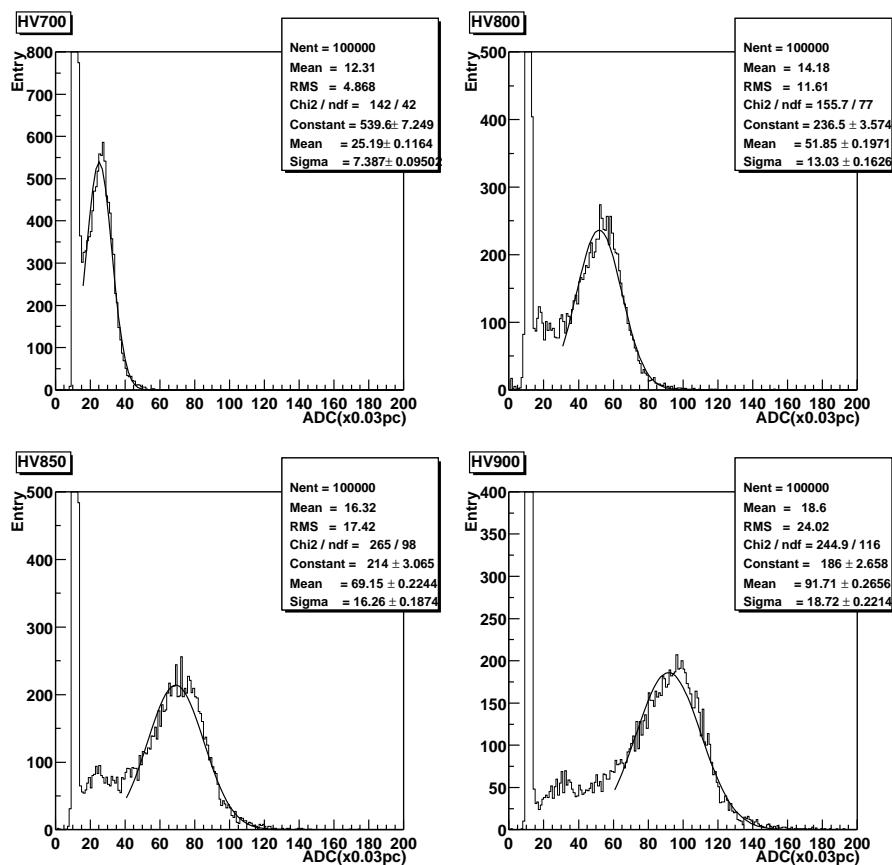 HV700
Nent = 100000
Mean = 12.31
RMS = 4.868
Chi2 / ndf = 142 / 42
Constant = 539.6± 7.249
Mean = 25.19± 0.1164
Sigma = 7.387± 0.09502
Entry
800
700
600
500
400
300
200
100
0
0 20 40 60 80 100 120 140 160 180 200
ADC(x0.03pc)
HV800
Nent = 100000
Mean = 14.18
RMS = 11.61
Chi2 / ndf = 155.7 / 77
Constant = 236.5 ± 3.574
Mean = 51.85 ± 0.1971
Sigma = 13.03 ± 0.1626
Entry
500
400
300
200
100
0
0 20 40 60 80 100 120 140 160 180 200
ADC(x0.03pc)
HV850
Nent = 100000
Mean = 16.32
RMS = 17.42
Chi2 / ndf = 265 / 98
Constant = 214 ± 3.065
Mean = 69.15 ± 0.2244
Sigma = 16.26 ± 0.1874
Entry
500
400
300
200
100
0
0 20 40 60 80 100 120 140 160 180 200
ADC(x0.03pc)
HV900
Nent = 100000
Mean = 18.6
RMS = 24.02
Chi2 / ndf = 244.9 / 116
Constant = 186 ± 2.658
Mean = 91.71 ± 0.2656
Sigma = 18.72 ± 0.2214
Entry
400
350
300
250
200
150
100
50
0
0 20 40 60 80 100 120 140 160 180 200
ADC(x0.03pc)